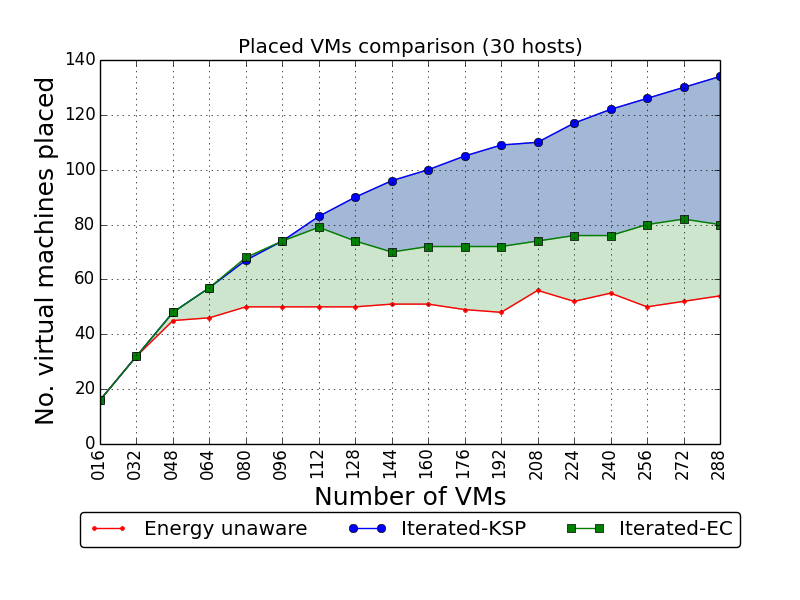 Placed VMs comparison (30 hosts)
No. virtual machines placed
140
120
100
80
60
40
20
0
016 032 048 064 080 096 112 128 144 160 176 192 208 224 240 256 272 288
Number of VMs
Energy unaware Iterated-KSP Iterated-EC